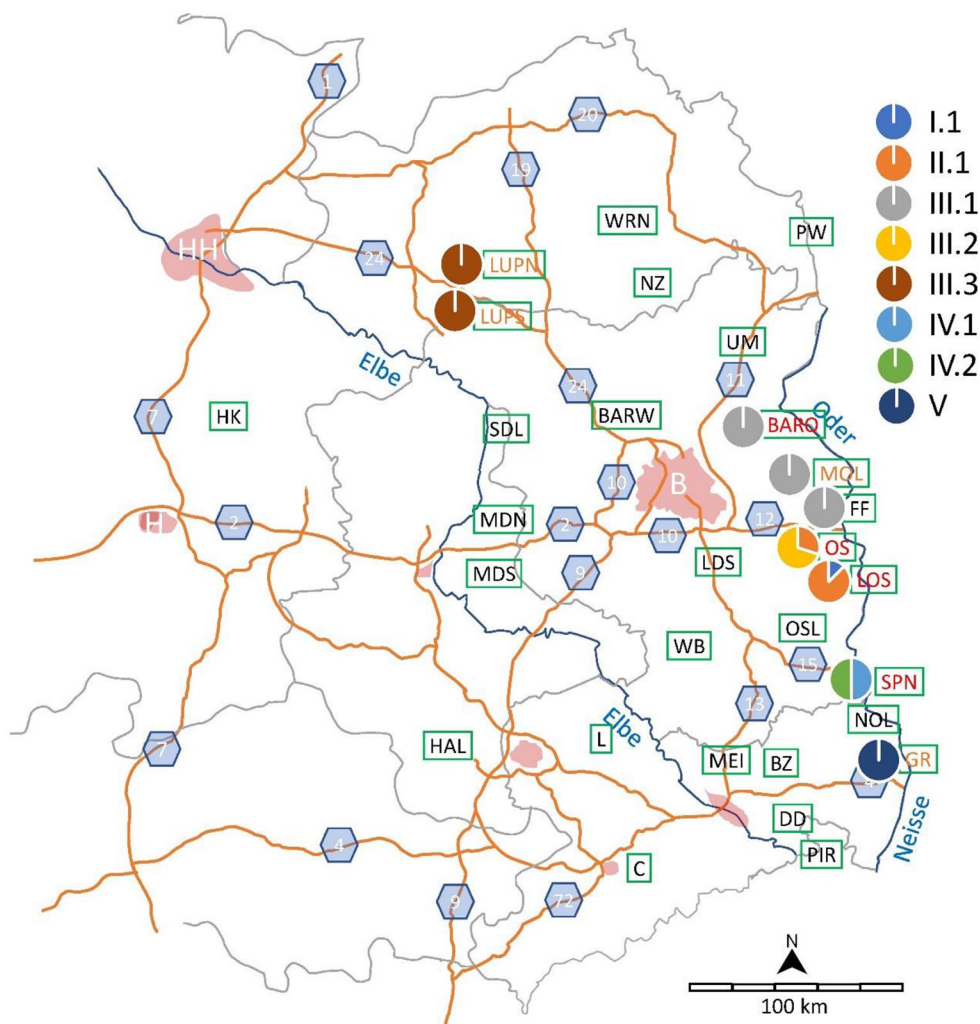 1
20
I.1
II.1
19
III.1
WRN
PW
HH
III.2
24
LUPN
NZ
III.3
LUPS
IV.1
UM
Elbe
IV.2
11
24
V
7
HK
BARW
BARO
Oder
SDL
MOL
10
B
FF
H
2
MDN
2
10
12
OS
LDS
MDS
9
LOS
OSL
WB
15
SPN
13
NOL
Elbe
7
HAL
L
MEI
BZ
GR
4
DD
Neisse
4
PIR
C
9
72
N
100 km